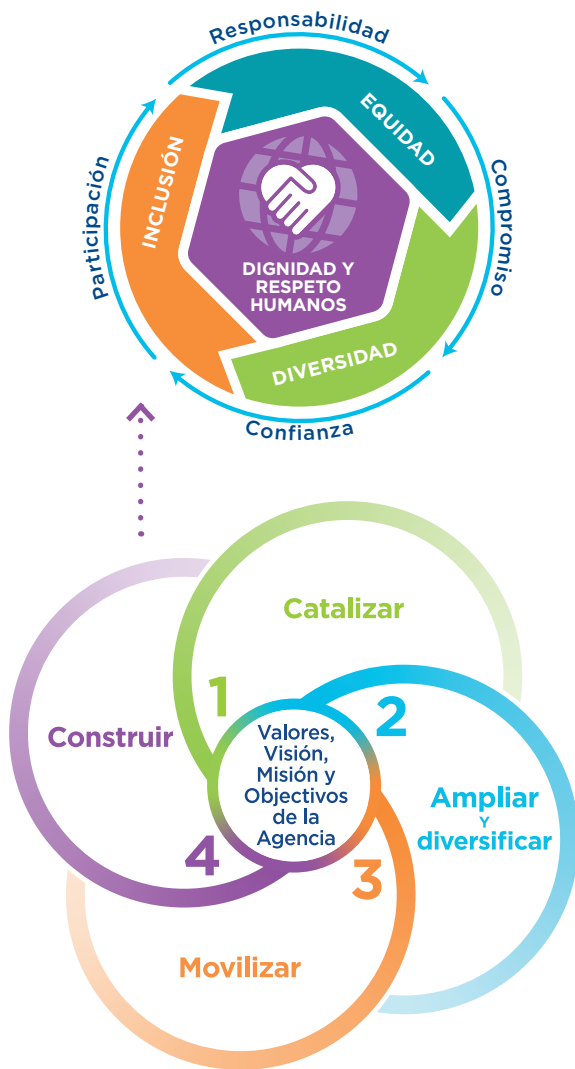 Responsabilidad
EQUIDAD
Compromiso
INCLUSIÓN
Participación
DIGNIDAD Y
RESPETO
HUMANOS
DIVERSIDAD
Confianza
Catalizar
1
2
Construir
Valores,
Visión,
Misión y
Objectivos
de la
Agencia
Ampliar
Y
diversificar
4
3
Movilizar